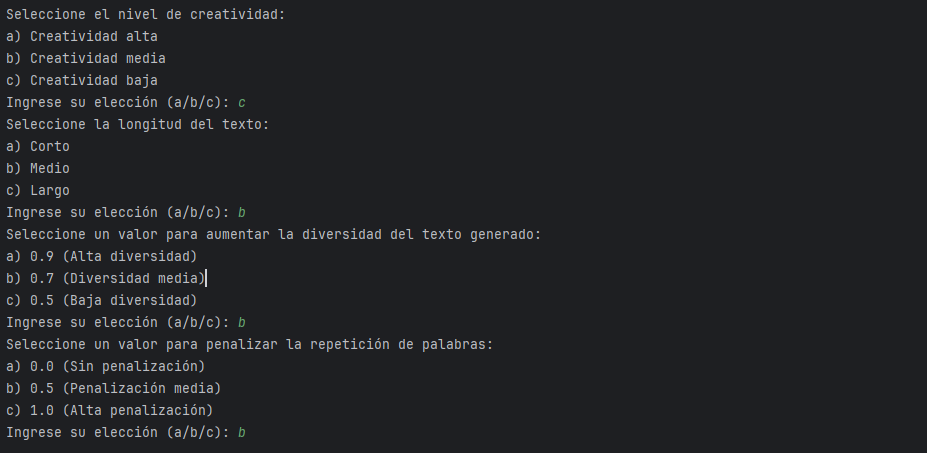 Seleccione el nivel de creatividad:
a) Creatividad alta
b) Creatividad media
c) Creatividad baja
Ingrese su elección (a/b/c): c
Seleccione la longitud del texto:
a) Corto
b) Medio
c) Largo
Ingrese su elección (a/b/c): b
Seleccione un valor para aumentar la diversidad del texto generado:
a) 0.9 (Alta diversidad)
b) 0.7 (Diversidad media)
c) 0.5 (Baja diversidad)
Ingrese su elección (a/b/c): b
Seleccione un valor para penalizar la repetición de palabras:
a) 0.0 (Sin penalización)
b) 0.5 (Penalización media)
c) 1.0 (Alta penalización)
Ingrese su elección (a/b/c): b